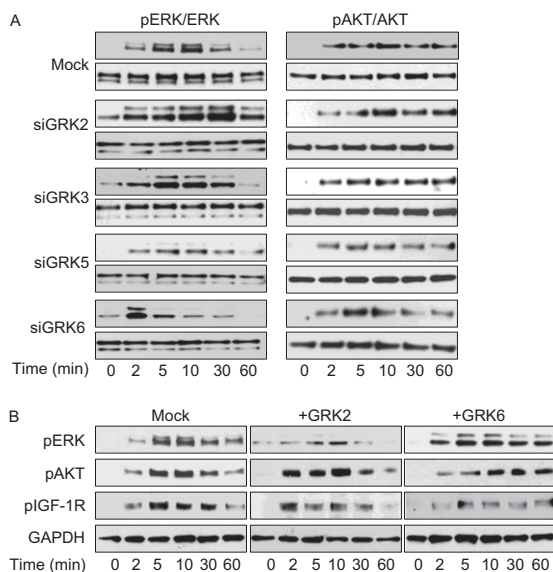 A
pERK/ERK pAKT/AKT
Mock
siGRK2
siGRK3
siGRK5
siGRK6
Time (min) 0 2 5 10 30 60 0 2 5 10 30 60
B
Mock +GRK2 +GRK6
pERK
pAKT
pIGF-1R
GAPDH
Time (min) 0 2 5 10 30 60 0 2 5 10 30 60 0 2 5 10 30 60